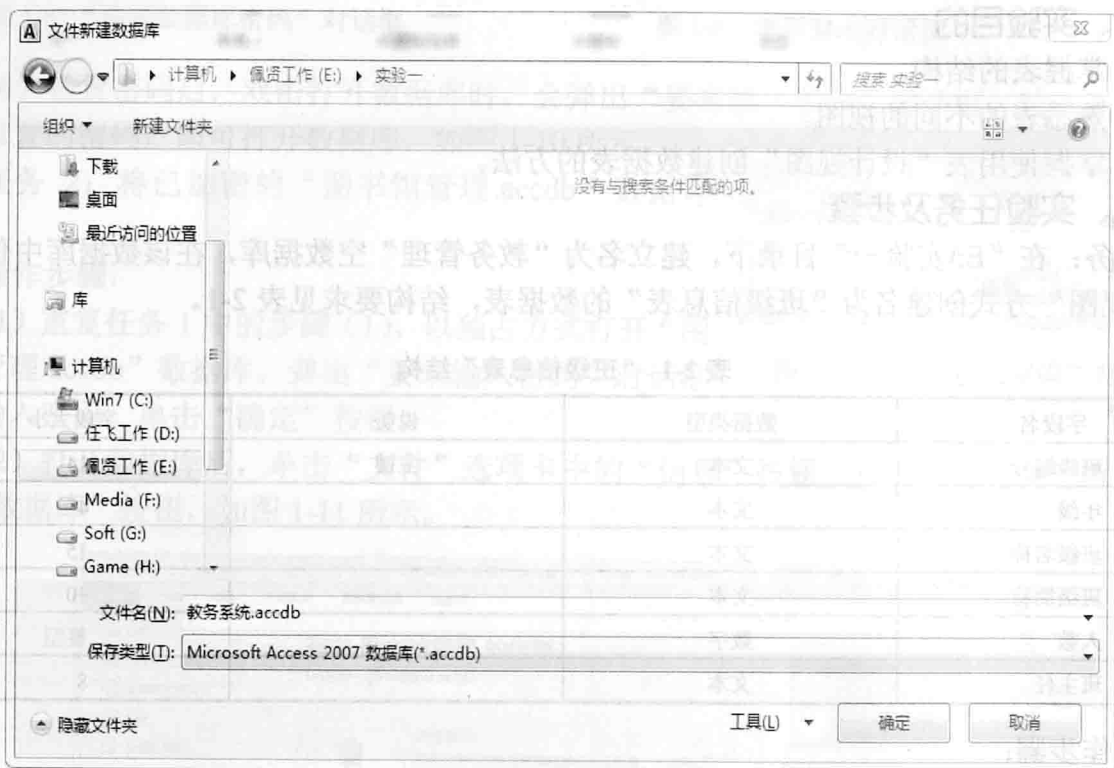 文件新建数据库
计算机 ▸ 佩贤工作 (E:) ▸ 实验一
搜索 实验一
组织 新建文件夹
下载
没有与搜索条件匹配的项。
桌面
最近访问的位置
库
计算机
Win7 (C:)
任飞工作 (D:)
佩贤工作 (E:)
Media (F:)
Soft (G:)
Game (H:)
文件名(N): 教务系统.accdb
保存类型(T): Microsoft Access 2007 数据库(*.accdb)
隐藏文件夹
工具(L) 确定 取消